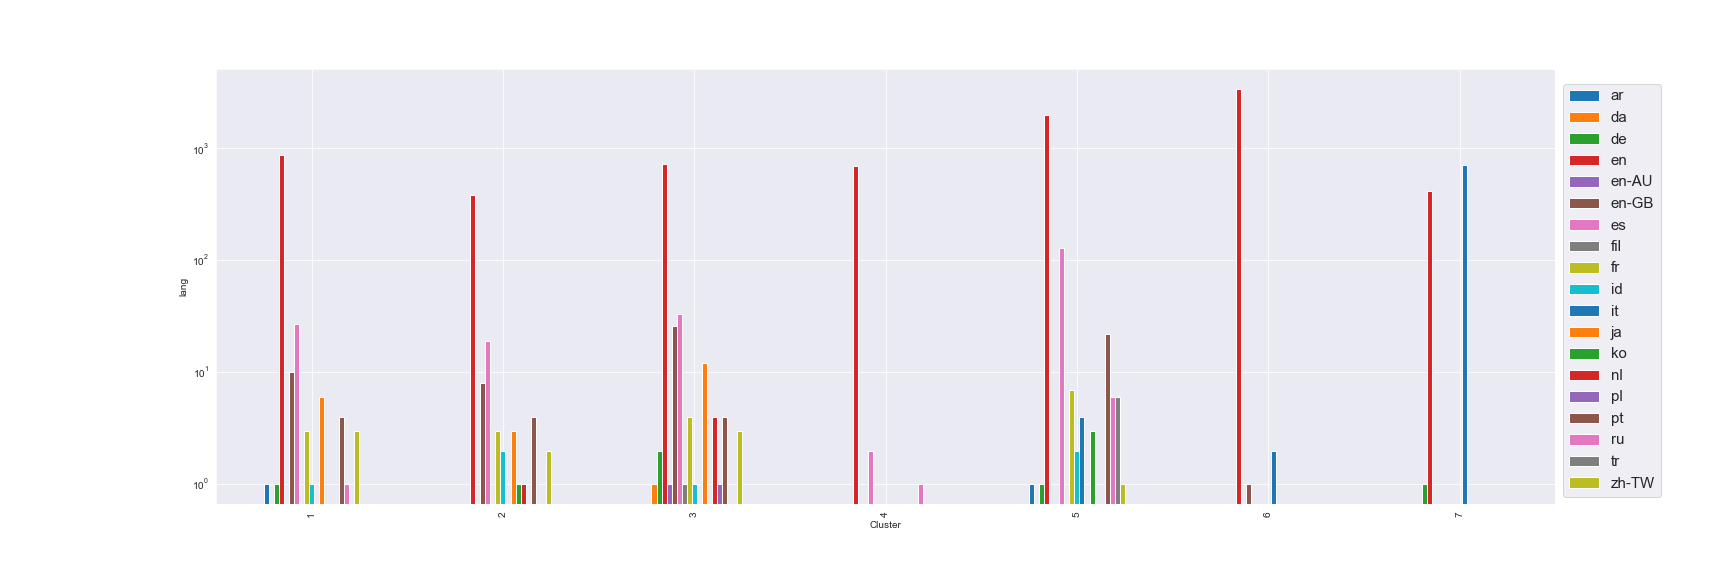 10³
10²
10¹
10⁰
lang
1 2 3 4 5 6 7
Cluster
ar
da
de
en
en-AU
en-GB
es
fil
fr
id
it
ja
ko
nl
pl
pt
ru
tr
zh-TW